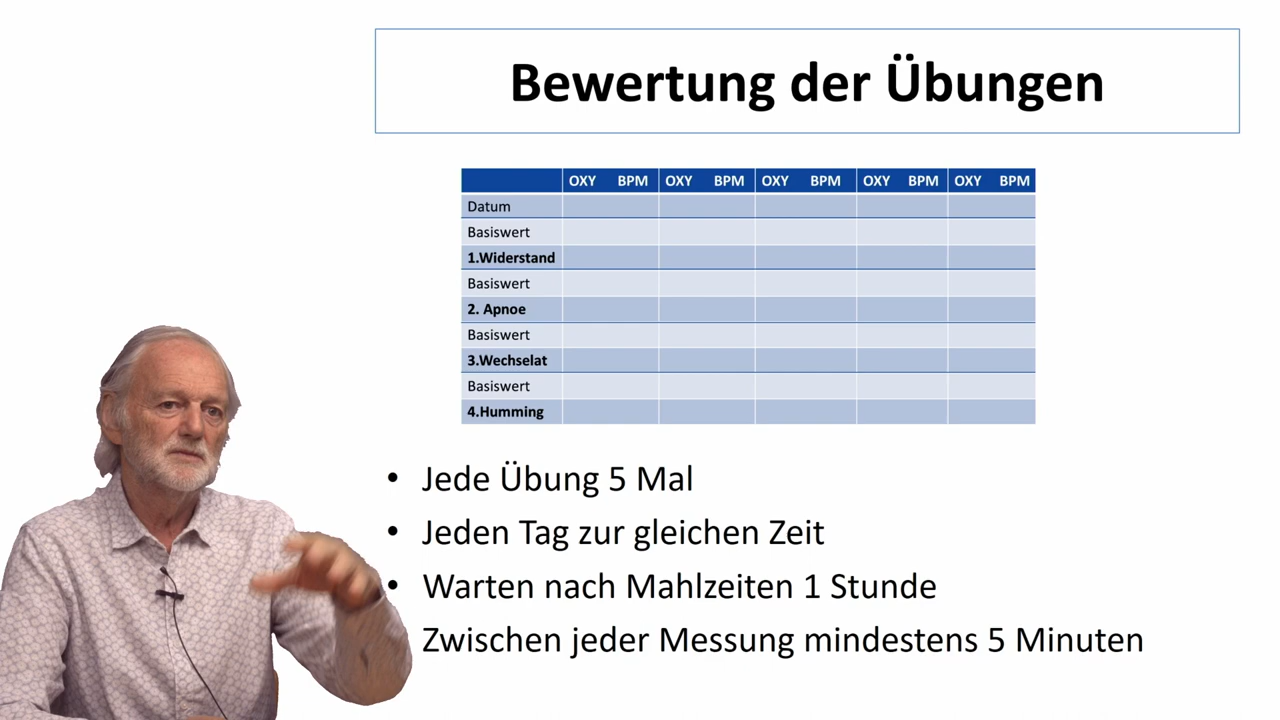 Bewertung der Übungen
OXY BPM OXY BPM OXY BPM OXY BPM OXY BPM
Datum
Basiswert
1.Widerstand
Basiswert
2. Apnoe
Basiswert
3.Wechselat
Basiswert
4.Humming
• Jede Übung 5 Mal
• Jeden Tag zur gleichen Zeit
• Warten nach Mahlzeiten 1 Stunde
Zwischen jeder Messung mindestens 5 Minuten